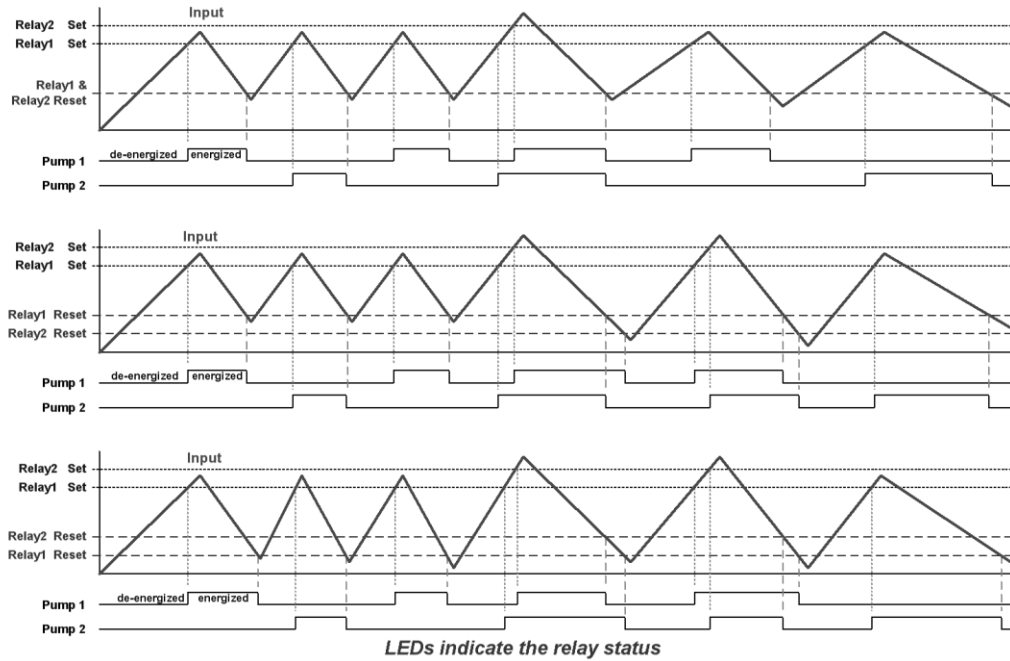 Input
Relay2 Set
Relay1 Set
Relay1 &
Relay2 Reset
de-energized energized
Pump 1
Pump 2
Input
Relay2 Set
Relay1 Set
Relay1 Reset
Relay2 Reset
de-energized energized
Pump 1
Pump 2
Input
Relay2 Set
Relay1 Set
Relay2 Reset
Relay1 Reset
de-energized energized
Pump 1
Pump 2
LEDs indicate the relay status